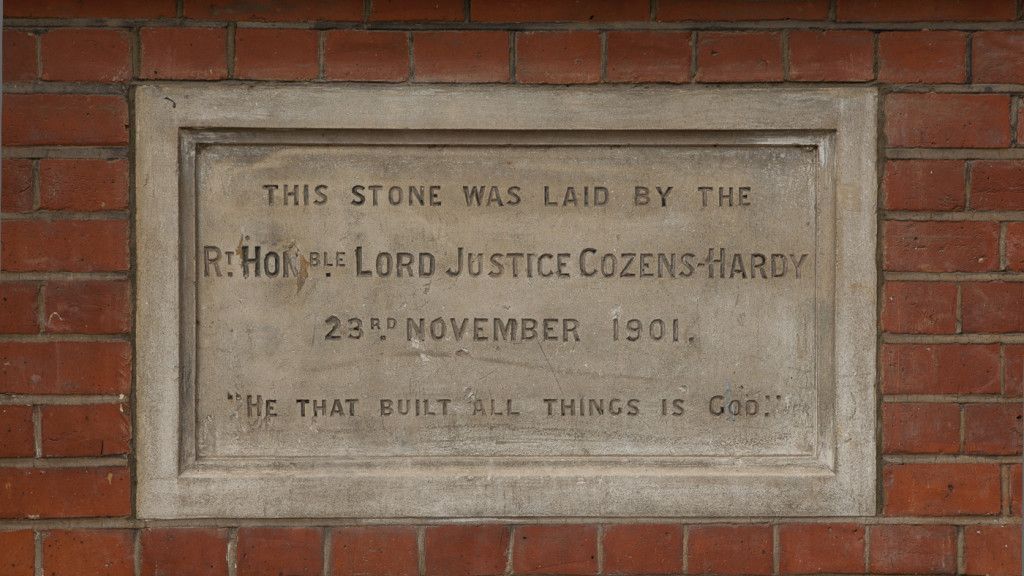 THIS STONE WAS LAID BY THE
RT. HONBLE. LORD JUSTICE COZENS-HARDY
23RD. NOVEMBER 1901.
"HE THAT BUILT ALL THINGS IS GOD."